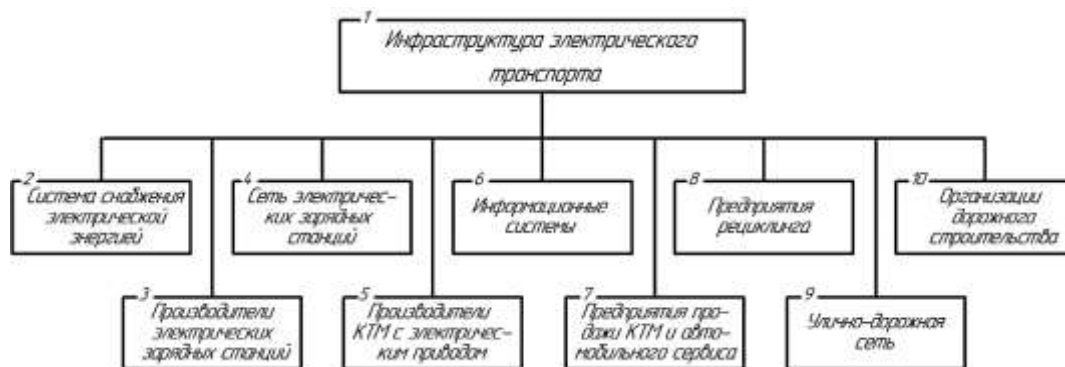 1
Инфраструктура электрического
транспорта
2
Система снабжения
электрической
энергией
4
Сеть электричес-
ких зарядных
станций
6
Информационные
системы
8
Предприятия
рециклинга
10
Организации
дорожного
строительства
3
Производители
электрических
зарядных станций
5
Производители
КТМ с электричес-
ким приводом
7
Предприятия про-
дажи КТМ и авто-
мобильного сервиса
9
Улично-дорожная
сеть